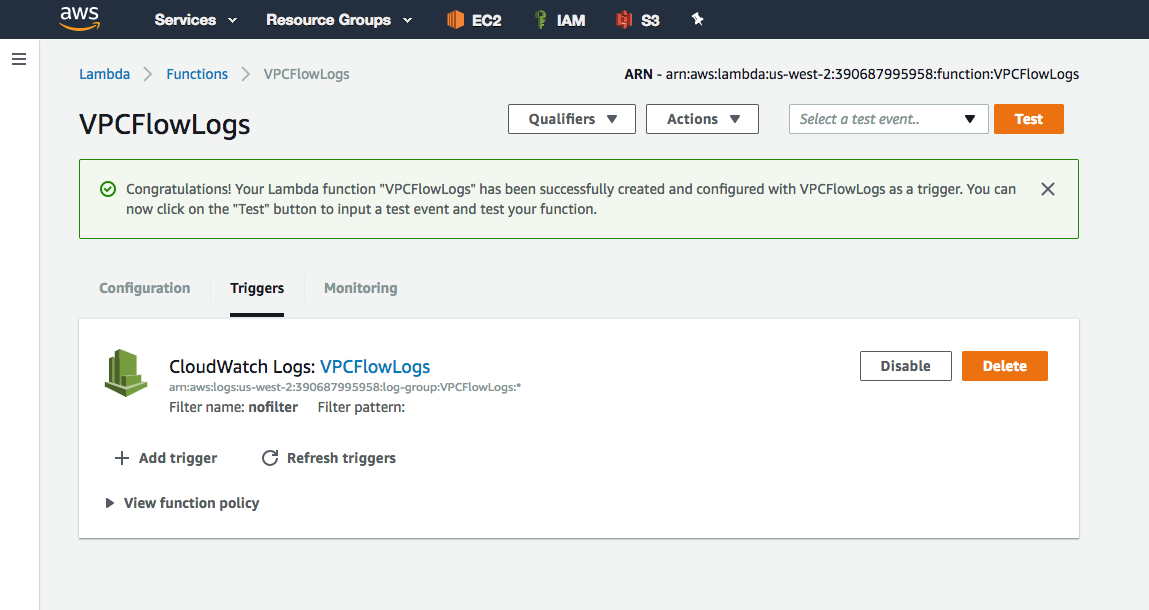 aws Services Resource Groups EC2 IAM S3
Lambda Functions VPCFlowLogs ARN - arn:aws:lambda:us-west-2:390687995958:function:VPCFlowLogs
VPCFlowLogs Qualifiers Actions Select a test event.. Test
Congratulations! Your Lambda function "VPCFlowLogs" has been successfully created and configured with VPCFlowLogs as a trigger. You can
now click on the "Test" button to input a test event and test your function.
Configuration Triggers Monitoring
CloudWatch Logs: VPCFlowLogs Disable Delete
arn:aws:logs:us-west-2:390687995958:log-group:VPCFlowLogs:*
Filter name: nofilter Filter pattern:
Add trigger Refresh triggers
View function policy